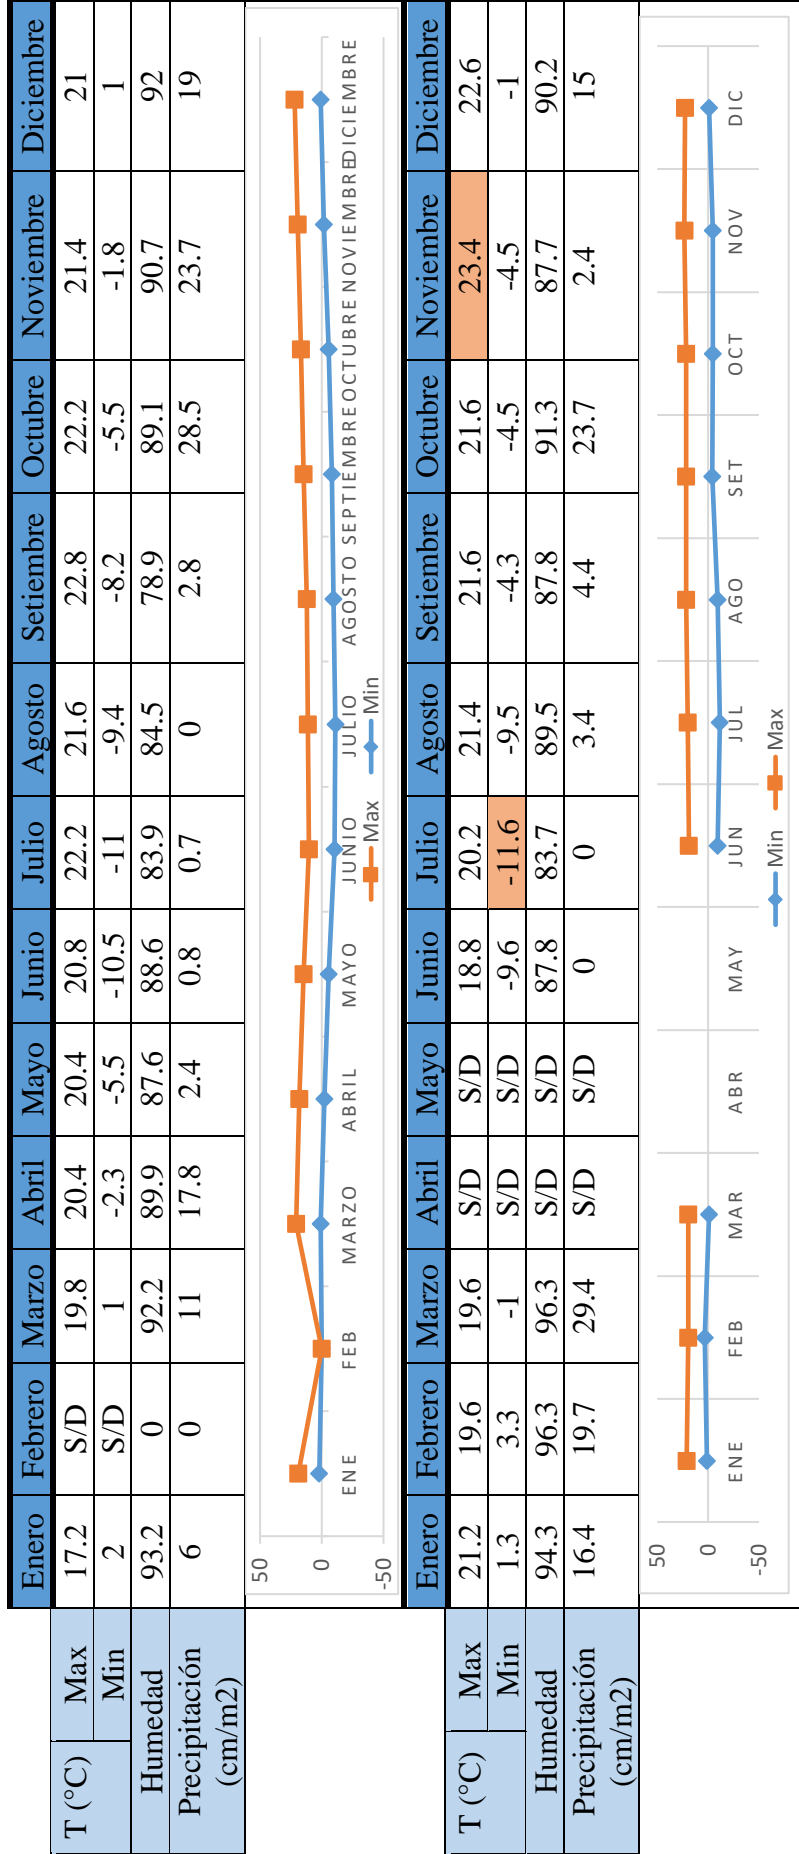 Enero Febrero Marzo Abril Mayo Junio Julio Agosto Setiembre Octubre Noviembre Diciembre
T (°C) Max 17.2 S/D 19.8 20.4 20.4 20.8 22.2 21.6 22.8 22.2 21.4 21
Min 2 S/D 1 -2.3 -5.5 -10.5 -11 -9.4 -8.2 -5.5 -1.8 1
Humedad 93.2 0 92.2 89.9 87.6 88.6 83.9 84.5 78.9 89.1 90.7 92
Precipitación 6 0 11 17.8 2.4 0.8 0.7 0 2.8 28.5 23.7 19
(cm/m2)
50
0
-50
ENE FEB MARZO ABRIL MAYO JUNIO JULIO AGOSTO SEPTIEMBRE OCTUBRE NOVIEMBRE DICIEMBRE
Max Min
Enero Febrero Marzo Abril Mayo Junio Julio Agosto Setiembre Octubre Noviembre Diciembre
T (°C) Max 21.2 19.6 19.6 S/D S/D 18.8 20.2 21.4 21.6 21.6 23.4 22.6
Min 1.3 3.3 -1 S/D S/D -9.6 -11.6 -9.5 -4.3 -4.5 -4.5 -1
Humedad 94.3 96.3 96.3 S/D S/D 87.8 83.7 89.5 87.8 91.3 87.7 90.2
Precipitación 16.4 19.7 29.4 S/D S/D 0 0 3.4 4.4 23.7 2.4 15
(cm/m2)
50
0
-50
ENE FEB MAR ABR MAY JUN JUL AGO SET OCT NOV DIC
Min Max